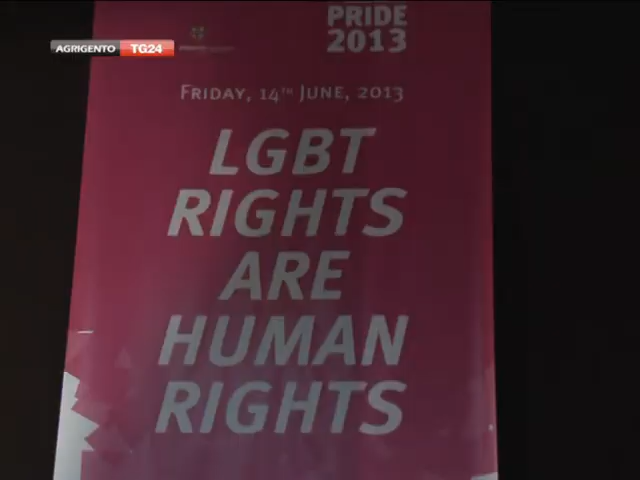 AGRIGENTO TG24
PRIDE
2013
FRIDAY, 14TH JUNE, 2013
LGBT
RIGHTS
ARE
HUMAN
RIGHTS